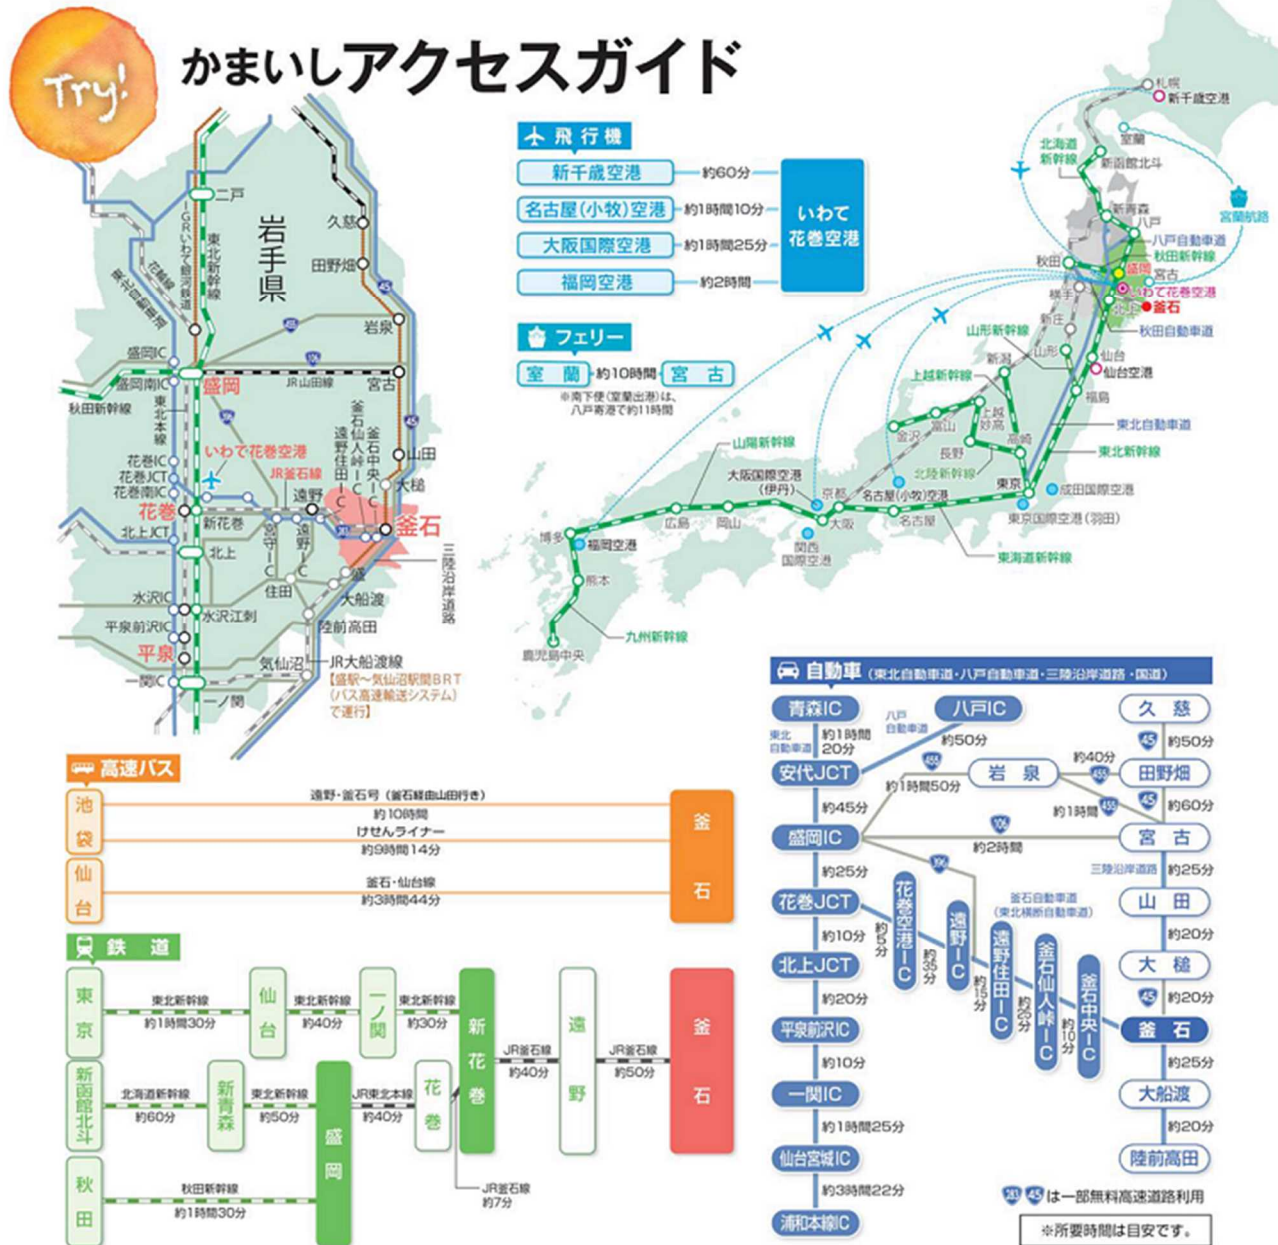 Try!
かまいしアクセスガイド
岩手県
二戸
IGRいわて銀河鉄道
東北新幹線
花輪線
東北自動車道
久慈
田野畑
45
岩泉
455
106
盛岡IC
盛岡南IC
盛岡
JR山田線
宮古
秋田新幹線
東北本線
396
釜石仙人峠IC
遠野住田IC
釜石中央IC
45
山田
いわて花巻空港
花巻IC
花巻JCT
花巻南IC
JR釜石線
遠野
大槌
花巻
新花巻
283
釜石
北上JCT
北上
宮守IC
遠野IC
三陸沿岸道路
住田
盛
大船渡
水沢IC
水沢江刺
平泉前沢IC
陸前高田
平泉
気仙沼
JR大船渡線
【盛駅〜気仙沼駅間BRT
(バス高速輸送システム)
で運行】
一関IC
一ノ関
飛行機
新千歳空港
約60分
名古屋(小牧)空港
約1時間10分
大阪国際空港
約1時間25分
福岡空港
約2時間
いわて
花巻空港
フェリー
室蘭
約10時間
宮古
※南下便(室蘭出港)は、
八戸寄港で約11時間
札幌
新千歳空港
室蘭
北海道
新幹線
新函館北斗
宮蘭航路
新青森
八戸
八戸自動車道
秋田新幹線
秋田
盛岡
宮古
いわて花巻空港
横手
北上
釜石
秋田自動車道
新庄
山形新幹線
山形
仙台
仙台空港
新潟
上越新幹線
福島
東北自動車道
金沢
富山
上越
妙高
高崎
長野
東北新幹線
北陸新幹線
山陽新幹線
大阪国際空港
(伊丹)
京都
名古屋(小牧)空港
東京
成田国際空港
東京国際空港(羽田)
広島
岡山
大阪
名古屋
博多
福岡空港
関西
国際空港
東海道新幹線
熊本
九州新幹線
鹿児島中央
高速バス
池袋
遠野・釜石号(釜石経由山田行き)
約10時間
けせんライナー
約9時間14分
仙台
釜石・仙台線
約3時間44分
釜石
鉄道
東京
東北新幹線
約1時間30分
仙台
東北新幹線
約40分
一ノ関
東北新幹線
約30分
新花巻
JR釜石線
約40分
遠野
JR釜石線
約50分
釜石
新函館北斗
北海道新幹線
約60分
新青森
東北新幹線
約50分
盛岡
JR東北本線
約40分
花巻
JR釜石線
約7分
秋田
秋田新幹線
約1時間30分
自動車(東北自動車道・八戸自動車道・三陸沿岸道路・国道)
青森IC
八戸IC
久慈
東北
自動車道
約1時間
20分
八戸
自動車道
約50分
45
約50分
安代JCT
455
約1時間50分
岩泉
約40分
455
田野畑
約45分
約1時間
455
45
約60分
盛岡IC
106
約2時間
宮古
約25分
396
三陸沿岸道路
約25分
花巻JCT
花巻空港IC
遠野IC
釜石自動車道
(東北横断自動車道)
山田
約10分
約5分
約35分
遠野住田IC
釜石仙人峠IC
釜石中央IC
約20分
北上JCT
約15分
大槌
約20分
約20分
約10分
45
約20分
平泉前沢IC
釜石
約10分
約25分
一関IC
大船渡
約1時間25分
約20分
仙台宮城IC
陸前高田
約3時間22分
283
45
は一部無料高速道路利用
浦和本線IC
※所要時間は目安です。